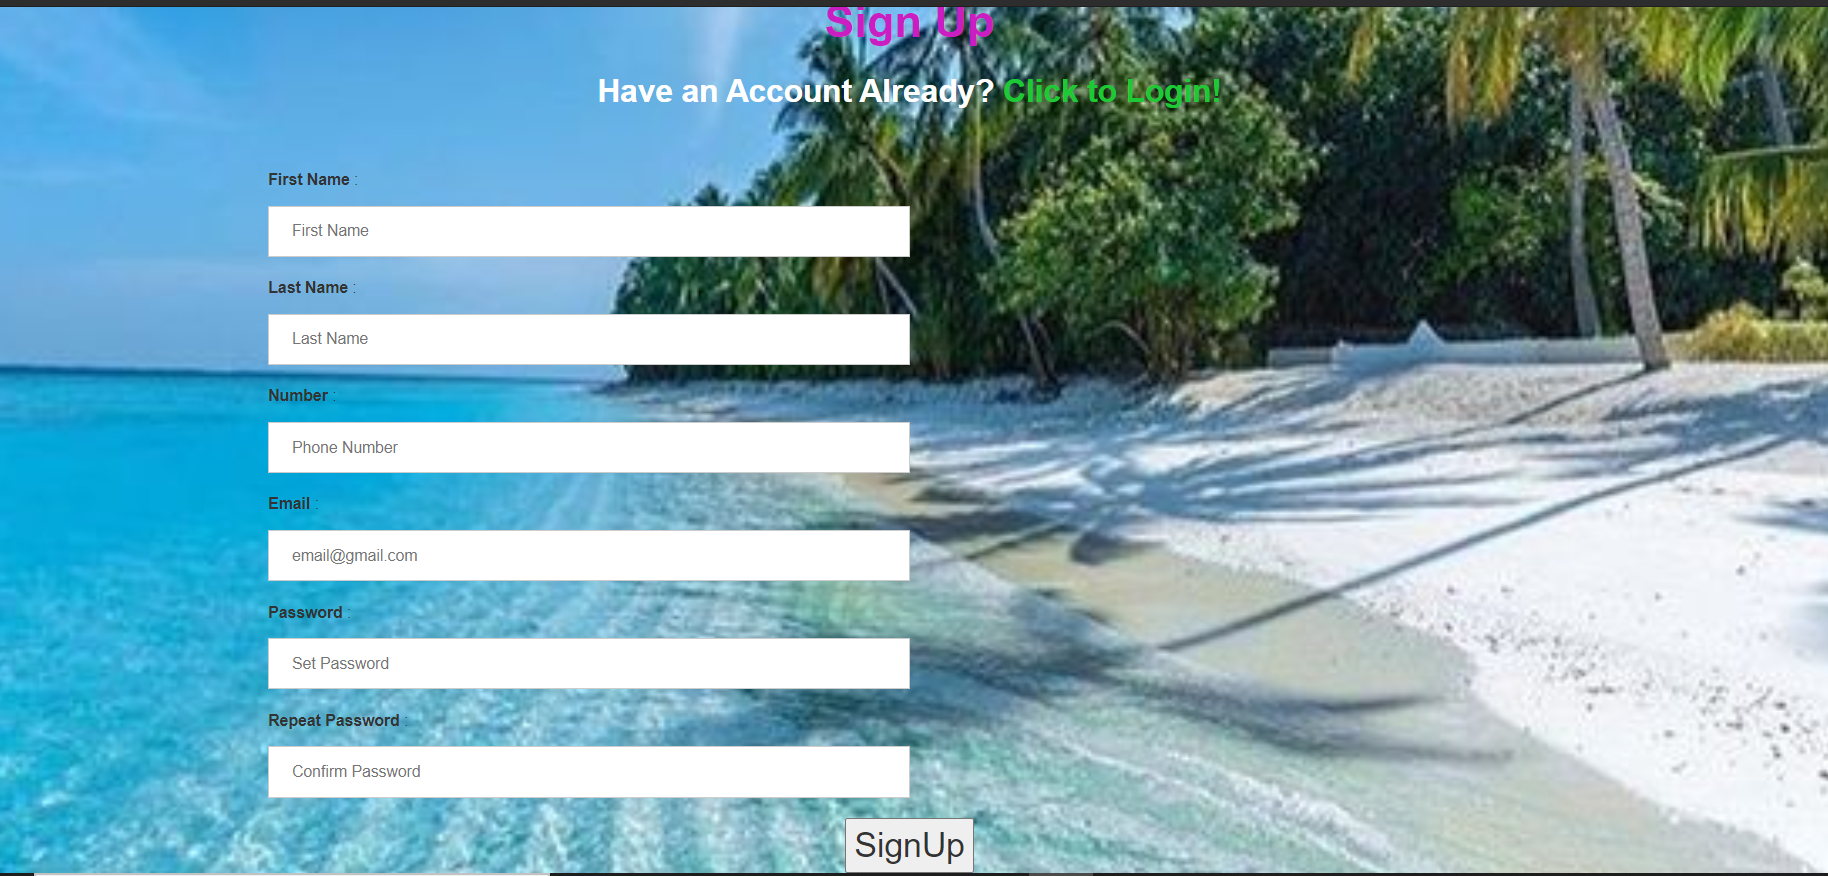 Sign Up
Have an Account Already? Click to Login!
First Name :
First Name
Last Name :
Last Name
Number :
Phone Number
Email :
email@gmail.com
Password :
Set Password
Repeat Password :
Confirm Password
SignUp